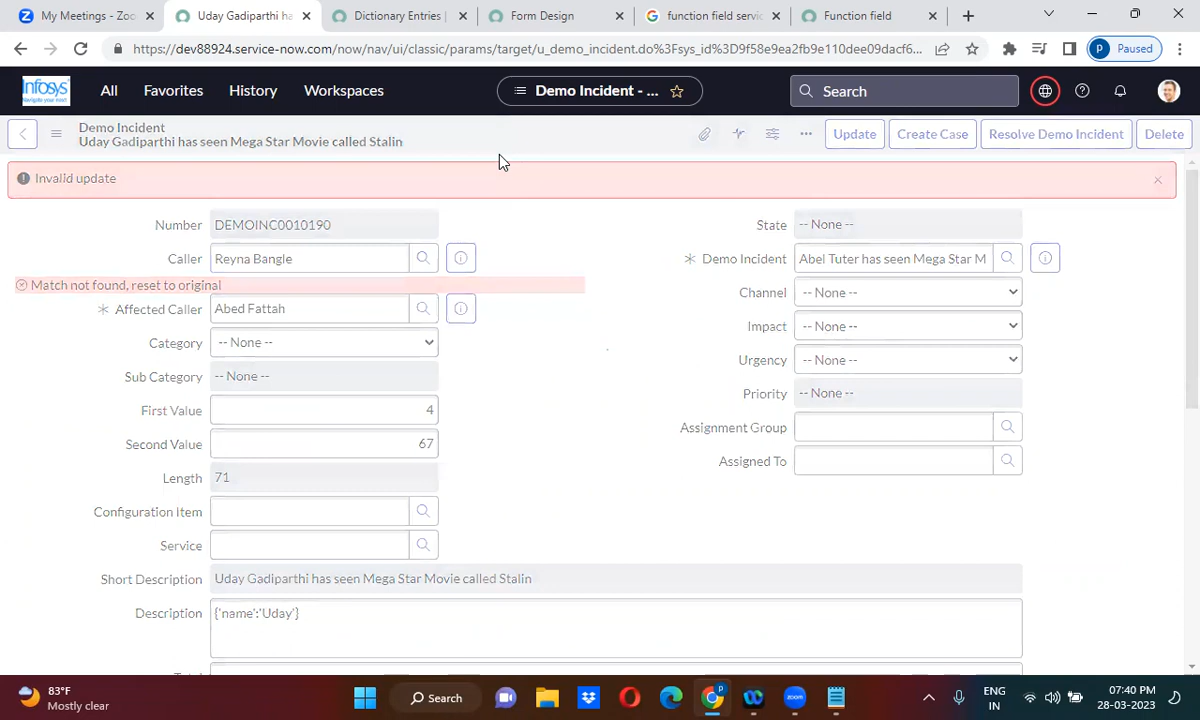 My Meetings - Zoo
Uday Gadiparthi ha
Dictionary Entries |
Form Design
function field servic
Function field
https://dev88924.service-now.com/now/nav/ui/classic/params/target/u_demo_incident.do%3Fsys_id%3D9f58e9ea2fb9e110dee09dacf6...
Paused
Infosys
Navigate your next
All
Favorites
History
Workspaces
Demo Incident - ...
Search
Demo Incident
Uday Gadiparthi has seen Mega Star Movie called Stalin
Update
Create Case
Resolve Demo Incident
Delete
Invalid update
Number DEMOINC0010190
State -- None --
Caller Reyna Bangle
Demo Incident Abel Tuter has seen Mega Star M
Match not found, reset to original
Channel -- None --
Affected Caller Abed Fattah
Impact -- None --
Category -- None --
Urgency -- None --
Sub Category -- None --
Priority -- None --
First Value 4
Assignment Group
Second Value 67
Assigned To
Length 71
Configuration Item
Service
Short Description Uday Gadiparthi has seen Mega Star Movie called Stalin
Description {'name':'Uday'}
83°F
Mostly clear
Search
zoom
ENG
IN
07:40 PM
28-03-2023